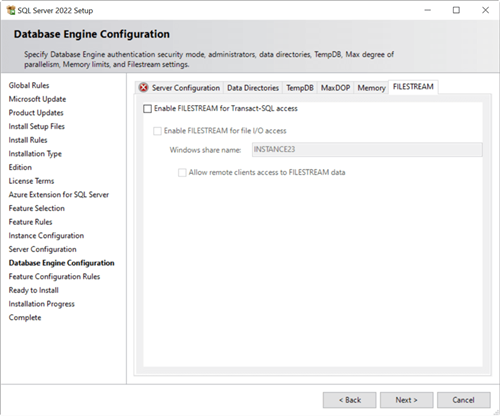 SQL Server 2022 Setup
Database Engine Configuration
Specify Database Engine authentication security mode, administrators, data directories, TempDB, Max degree of
parallelism, Memory limits, and Filestream settings.
Global Rules
Microsoft Update
Product Updates
Install Setup Files
Install Rules
Installation Type
Edition
License Terms
Azure Extension for SQL Server
Feature Selection
Feature Rules
Instance Configuration
Server Configuration
Database Engine Configuration
Feature Configuration Rules
Ready to Install
Installation Progress
Complete
Server Configuration Data Directories TempDB MaxDOP Memory FILESTREAM
Enable FILESTREAM for Transact-SQL access
Enable FILESTREAM for file I/O access
Windows share name: INSTANCE23
Allow remote clients access to FILESTREAM data
< Back Next > Cancel